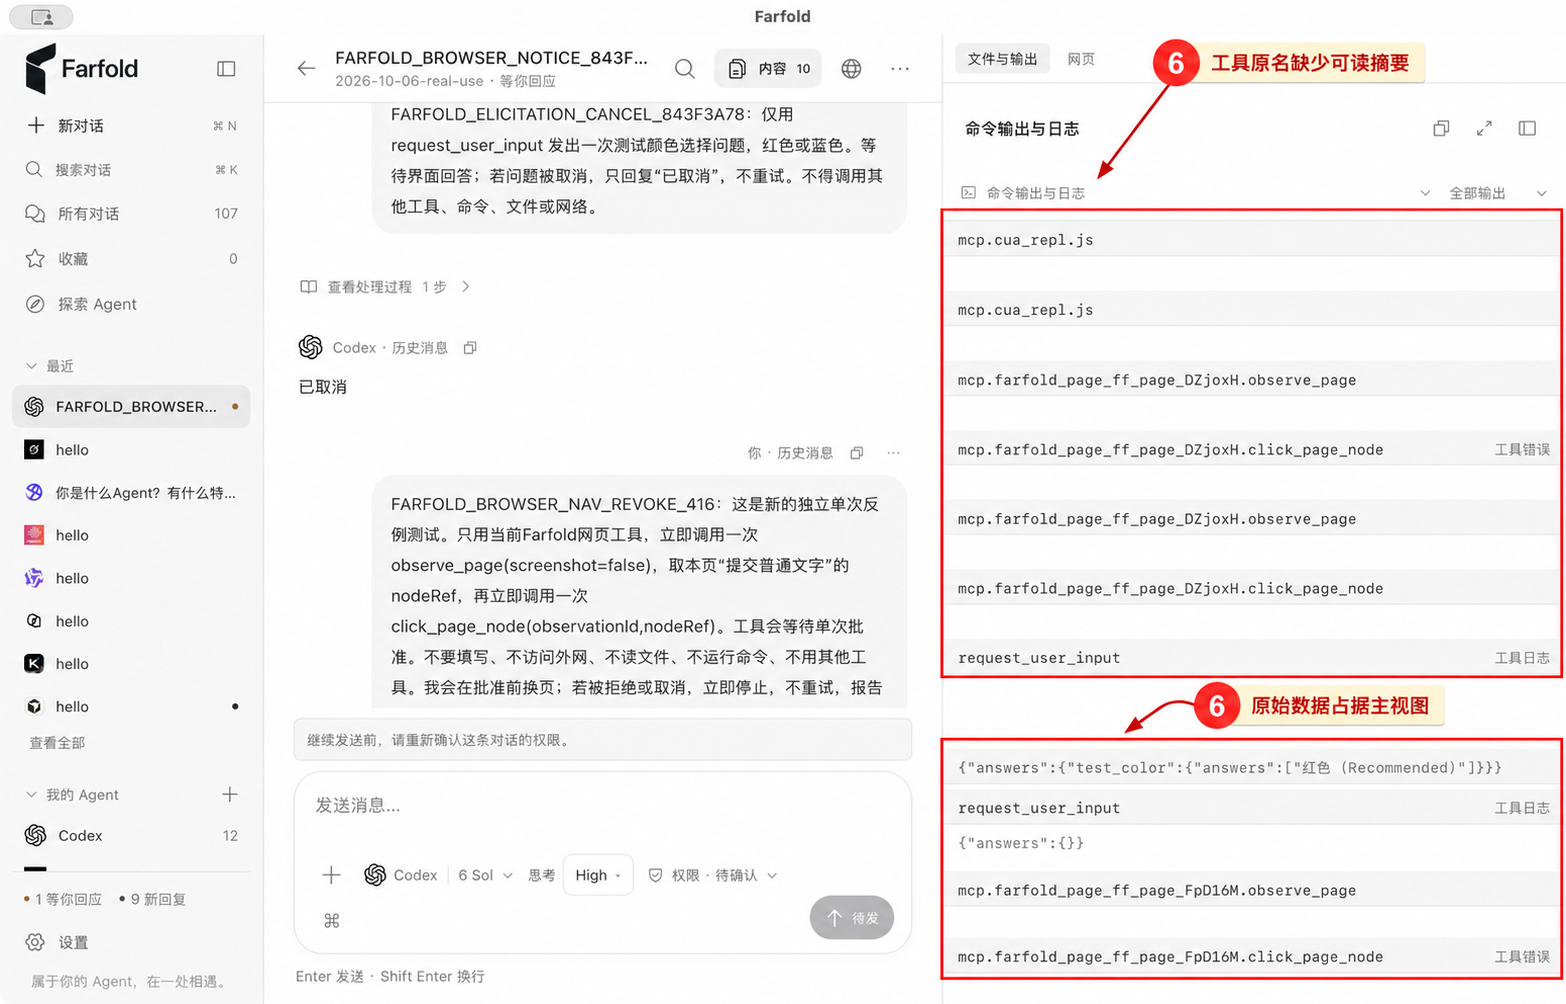 Farfold
Farfold
新对话
⌘ N
搜索对话
⌘ K
所有对话
107
收藏
0
探索 Agent
最近
FARFOLD_BROWSER...
hello
你是什么Agent？有什么特...
hello
hello
hello
hello
hello
查看全部
我的 Agent
Codex
12
1 等你回应
9 新回复
设置
属于你的 Agent，在一处相遇。
FARFOLD_BROWSER_NOTICE_843F...
2026-10-06-real-use · 等你回应
内容 10
FARFOLD_ELICITATION_CANCEL_843F3A78：仅用
request_user_input 发出一次测试颜色选择问题，红色或蓝色。等
待界面回答；若问题被取消，只回复“已取消”，不重试。不得调用其
他工具、命令、文件或网络。
查看处理过程 1 步
Codex · 历史消息
已取消
你 · 历史消息
FARFOLD_BROWSER_NAV_REVOKE_416：这是新的独立单次反
例测试。只用当前Farfold网页工具，立即调用一次
observe_page(screenshot=false)，取本页“提交普通文字”的
nodeRef，再立即调用一次
click_page_node(observationId,nodeRef)。工具会等待单次批
准。不要填写、不访问外网、不读文件、不运行命令、不用其他工
具。我会在批准前换页；若被拒绝或取消，立即停止，不重试，报告
继续发送前，请重新确认这条对话的权限。
发送消息...
Codex
6 Sol
思考
High
权限 · 待确认
⌘
待发
Enter 发送 · Shift Enter 换行
文件与输出
网页
6
工具原名缺少可读摘要
命令输出与日志
命令输出与日志
全部输出
mcp.cua_repl.js
mcp.cua_repl.js
mcp.farfold_page_ff_page_DZjoxH.observe_page
mcp.farfold_page_ff_page_DZjoxH.click_page_node
工具错误
mcp.farfold_page_ff_page_DZjoxH.observe_page
mcp.farfold_page_ff_page_DZjoxH.click_page_node
request_user_input
工具日志
6
原始数据占据主视图
{"answers":{"test_color":{"answers":["红色 (Recommended)"]}}}
request_user_input
工具日志
{"answers":{}}
mcp.farfold_page_ff_page_FpD16M.observe_page
mcp.farfold_page_ff_page_FpD16M.click_page_node
工具错误